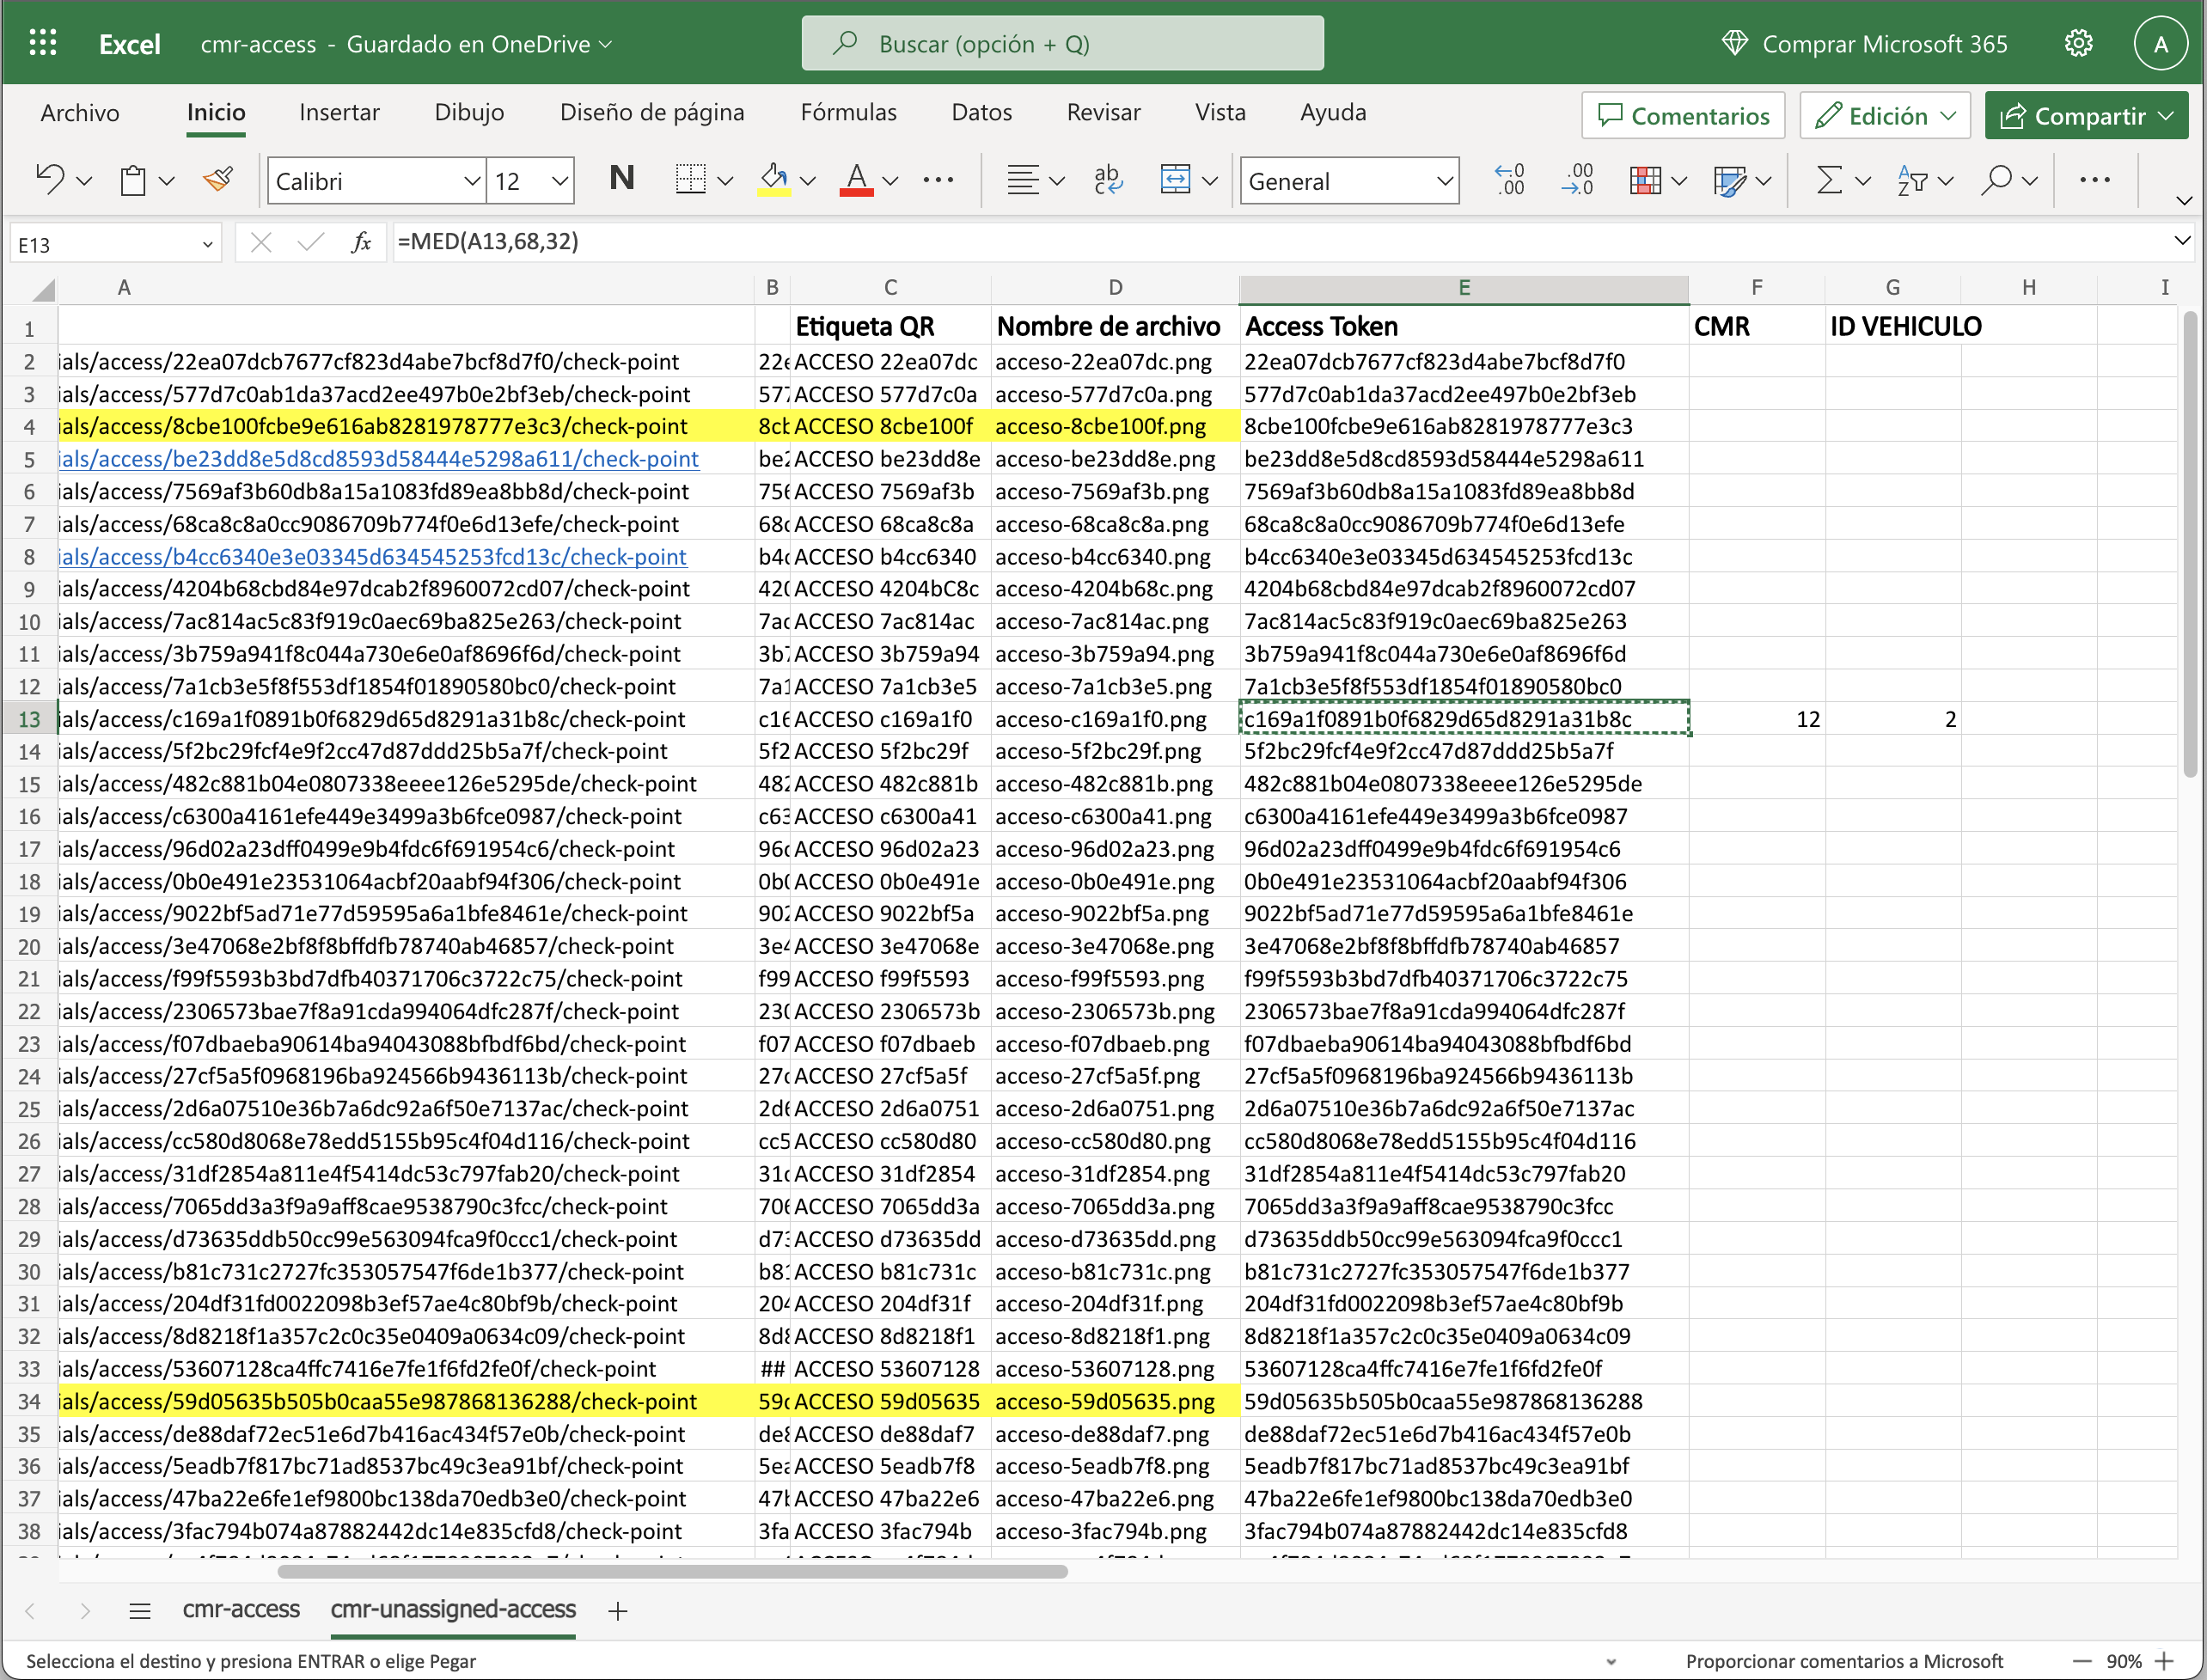 Excel cmr-access - Guardado en OneDrive Buscar (opción + Q) Comprar Microsoft 365 A
Archivo Inicio Insertar Dibujo Diseño de página Fórmulas Datos Revisar Vista Ayuda Comentarios Edición Compartir
Calibri 12 N A ab c General
E13 fx =MED(A13,68,32)
A B C D E F G H I
1 Etiqueta QR Nombre de archivo Access Token CMR ID VEHICULO
2 ials/access/22ea07dcb7677cf823d4abe7bcf8d7f0/check-point 22e ACCESO 22ea07dc acceso-22ea07dc.png 22ea07dcb7677cf823d4abe7bcf8d7f0
3 ials/access/577d7c0ab1da37acd2ee497b0e2bf3eb/check-point 577 ACCESO 577d7c0a acceso-577d7c0a.png 577d7c0ab1da37acd2ee497b0e2bf3eb
4 ials/access/8cbe100fcbe9e616ab8281978777e3c3/check-point 8cb ACCESO 8cbe100f acceso-8cbe100f.png 8cbe100fcbe9e616ab8281978777e3c3
5 ials/access/be23dd8e5d8cd8593d58444e5298a611/check-point be2 ACCESO be23dd8e acceso-be23dd8e.png be23dd8e5d8cd8593d58444e5298a611
6 ials/access/7569af3b60db8a15a1083fd89ea8bb8d/check-point 756 ACCESO 7569af3b acceso-7569af3b.png 7569af3b60db8a15a1083fd89ea8bb8d
7 ials/access/68ca8c8a0cc9086709b774f0e6d13efe/check-point 68c ACCESO 68ca8c8a acceso-68ca8c8a.png 68ca8c8a0cc9086709b774f0e6d13efe
8 ials/access/b4cc6340e3e03345d634545253fcd13c/check-point b4c ACCESO b4cc6340 acceso-b4cc6340.png b4cc6340e3e03345d634545253fcd13c
9 ials/access/4204b68cbd84e97dcab2f8960072cd07/check-point 420 ACCESO 4204bC8c acceso-4204b68c.png 4204b68cbd84e97dcab2f8960072cd07
10 ials/access/7ac814ac5c83f919c0aec69ba825e263/check-point 7ac ACCESO 7ac814ac acceso-7ac814ac.png 7ac814ac5c83f919c0aec69ba825e263
11 ials/access/3b759a941f8c044a730e6e0af8696f6d/check-point 3b7 ACCESO 3b759a94 acceso-3b759a94.png 3b759a941f8c044a730e6e0af8696f6d
12 ials/access/7a1cb3e5f8f553df1854f01890580bc0/check-point 7a1 ACCESO 7a1cb3e5 acceso-7a1cb3e5.png 7a1cb3e5f8f553df1854f01890580bc0
13 ials/access/c169a1f0891b0f6829d65d8291a31b8c/check-point c16 ACCESO c169a1f0 acceso-c169a1f0.png c169a1f0891b0f6829d65d8291a31b8c 12 2
14 ials/access/5f2bc29fcf4e9f2cc47d87ddd25b5a7f/check-point 5f2 ACCESO 5f2bc29f acceso-5f2bc29f.png 5f2bc29fcf4e9f2cc47d87ddd25b5a7f
15 ials/access/482c881b04e0807338eeee126e5295de/check-point 482 ACCESO 482c881b acceso-482c881b.png 482c881b04e0807338eeee126e5295de
16 ials/access/c6300a4161efe449e3499a3b6fce0987/check-point c63 ACCESO c6300a41 acceso-c6300a41.png c6300a4161efe449e3499a3b6fce0987
17 ials/access/96d02a23dff0499e9b4fdc6f691954c6/check-point 96d ACCESO 96d02a23 acceso-96d02a23.png 96d02a23dff0499e9b4fdc6f691954c6
18 ials/access/0b0e491e23531064acbf20aabf94f306/check-point 0b0 ACCESO 0b0e491e acceso-0b0e491e.png 0b0e491e23531064acbf20aabf94f306
19 ials/access/9022bf5ad71e77d59595a6a1bfe8461e/check-point 902 ACCESO 9022bf5a acceso-9022bf5a.png 9022bf5ad71e77d59595a6a1bfe8461e
20 ials/access/3e47068e2bf8f8bffdfb78740ab46857/check-point 3e4 ACCESO 3e47068e acceso-3e47068e.png 3e47068e2bf8f8bffdfb78740ab46857
21 ials/access/f99f5593b3bd7dfb40371706c3722c75/check-point f99 ACCESO f99f5593 acceso-f99f5593.png f99f5593b3bd7dfb40371706c3722c75
22 ials/access/2306573bae7f8a91cda994064dfc287f/check-point 230 ACCESO 2306573b acceso-2306573b.png 2306573bae7f8a91cda994064dfc287f
23 ials/access/f07dbaeba90614ba94043088bfbdf6bd/check-point f07 ACCESO f07dbaeb acceso-f07dbaeb.png f07dbaeba90614ba94043088bfbdf6bd
24 ials/access/27cf5a5f0968196ba924566b9436113b/check-point 27c ACCESO 27cf5a5f acceso-27cf5a5f.png 27cf5a5f0968196ba924566b9436113b
25 ials/access/2d6a07510e36b7a6dc92a6f50e7137ac/check-point 2d6 ACCESO 2d6a0751 acceso-2d6a0751.png 2d6a07510e36b7a6dc92a6f50e7137ac
26 ials/access/cc580d8068e78edd5155b95c4f04d116/check-point cc5 ACCESO cc580d80 acceso-cc580d80.png cc580d8068e78edd5155b95c4f04d116
27 ials/access/31df2854a811e4f5414dc53c797fab20/check-point 31d ACCESO 31df2854 acceso-31df2854.png 31df2854a811e4f5414dc53c797fab20
28 ials/access/7065dd3a3f9a9aff8cae9538790c3fcc/check-point 706 ACCESO 7065dd3a acceso-7065dd3a.png 7065dd3a3f9a9aff8cae9538790c3fcc
29 ials/access/d73635ddb50cc99e563094fca9f0ccc1/check-point d73 ACCESO d73635dd acceso-d73635dd.png d73635ddb50cc99e563094fca9f0ccc1
30 ials/access/b81c731c2727fc353057547f6de1b377/check-point b81 ACCESO b81c731c acceso-b81c731c.png b81c731c2727fc353057547f6de1b377
31 ials/access/204df31fd0022098b3ef57ae4c80bf9b/check-point 204 ACCESO 204df31f acceso-204df31f.png 204df31fd0022098b3ef57ae4c80bf9b
32 ials/access/8d8218f1a357c2c0c35e0409a0634c09/check-point 8d8 ACCESO 8d8218f1 acceso-8d8218f1.png 8d8218f1a357c2c0c35e0409a0634c09
33 ials/access/53607128ca4ffc7416e7fe1f6fd2fe0f/check-point ## ACCESO 53607128 acceso-53607128.png 53607128ca4ffc7416e7fe1f6fd2fe0f
34 ials/access/59d05635b505b0caa55e987868136288/check-point 59d ACCESO 59d05635 acceso-59d05635.png 59d05635b505b0caa55e987868136288
35 ials/access/de88daf72ec51e6d7b416ac434f57e0b/check-point de8 ACCESO de88daf7 acceso-de88daf7.png de88daf72ec51e6d7b416ac434f57e0b
36 ials/access/5eadb7f817bc71ad8537bc49c3ea91bf/check-point 5ea ACCESO 5eadb7f8 acceso-5eadb7f8.png 5eadb7f817bc71ad8537bc49c3ea91bf
37 ials/access/47ba22e6fe1ef9800bc138da70edb3e0/check-point 47b ACCESO 47ba22e6 acceso-47ba22e6.png 47ba22e6fe1ef9800bc138da70edb3e0
38 ials/access/3fac794b074a87882442dc14e835cfd8/check-point 3fa ACCESO 3fac794b acceso-3fac794b.png 3fac794b074a87882442dc14e835cfd8
cmr-access cmr-unassigned-access
Selecciona el destino y presiona ENTRAR o elige Pegar Proporcionar comentarios a Microsoft 90%